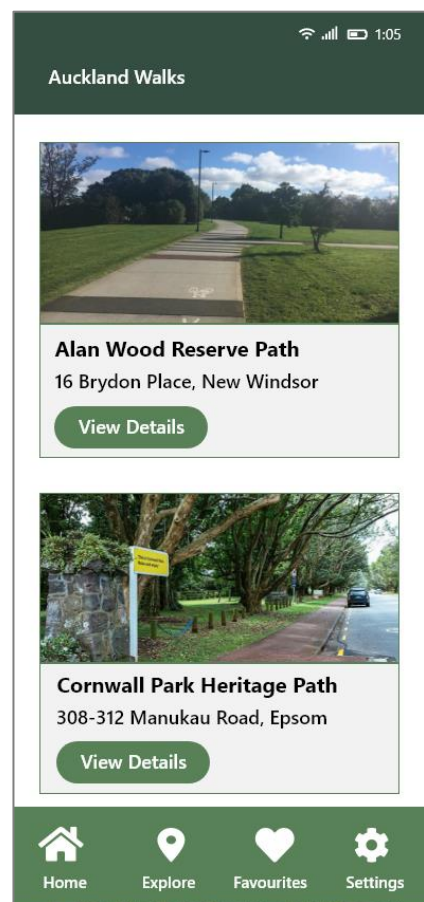 1:05
Auckland Walks
Alan Wood Reserve Path
16 Brydon Place, New Windsor
View Details
Cornwall Park Heritage Path
308-312 Manukau Road, Epsom
View Details
Home Explore Favourites Settings